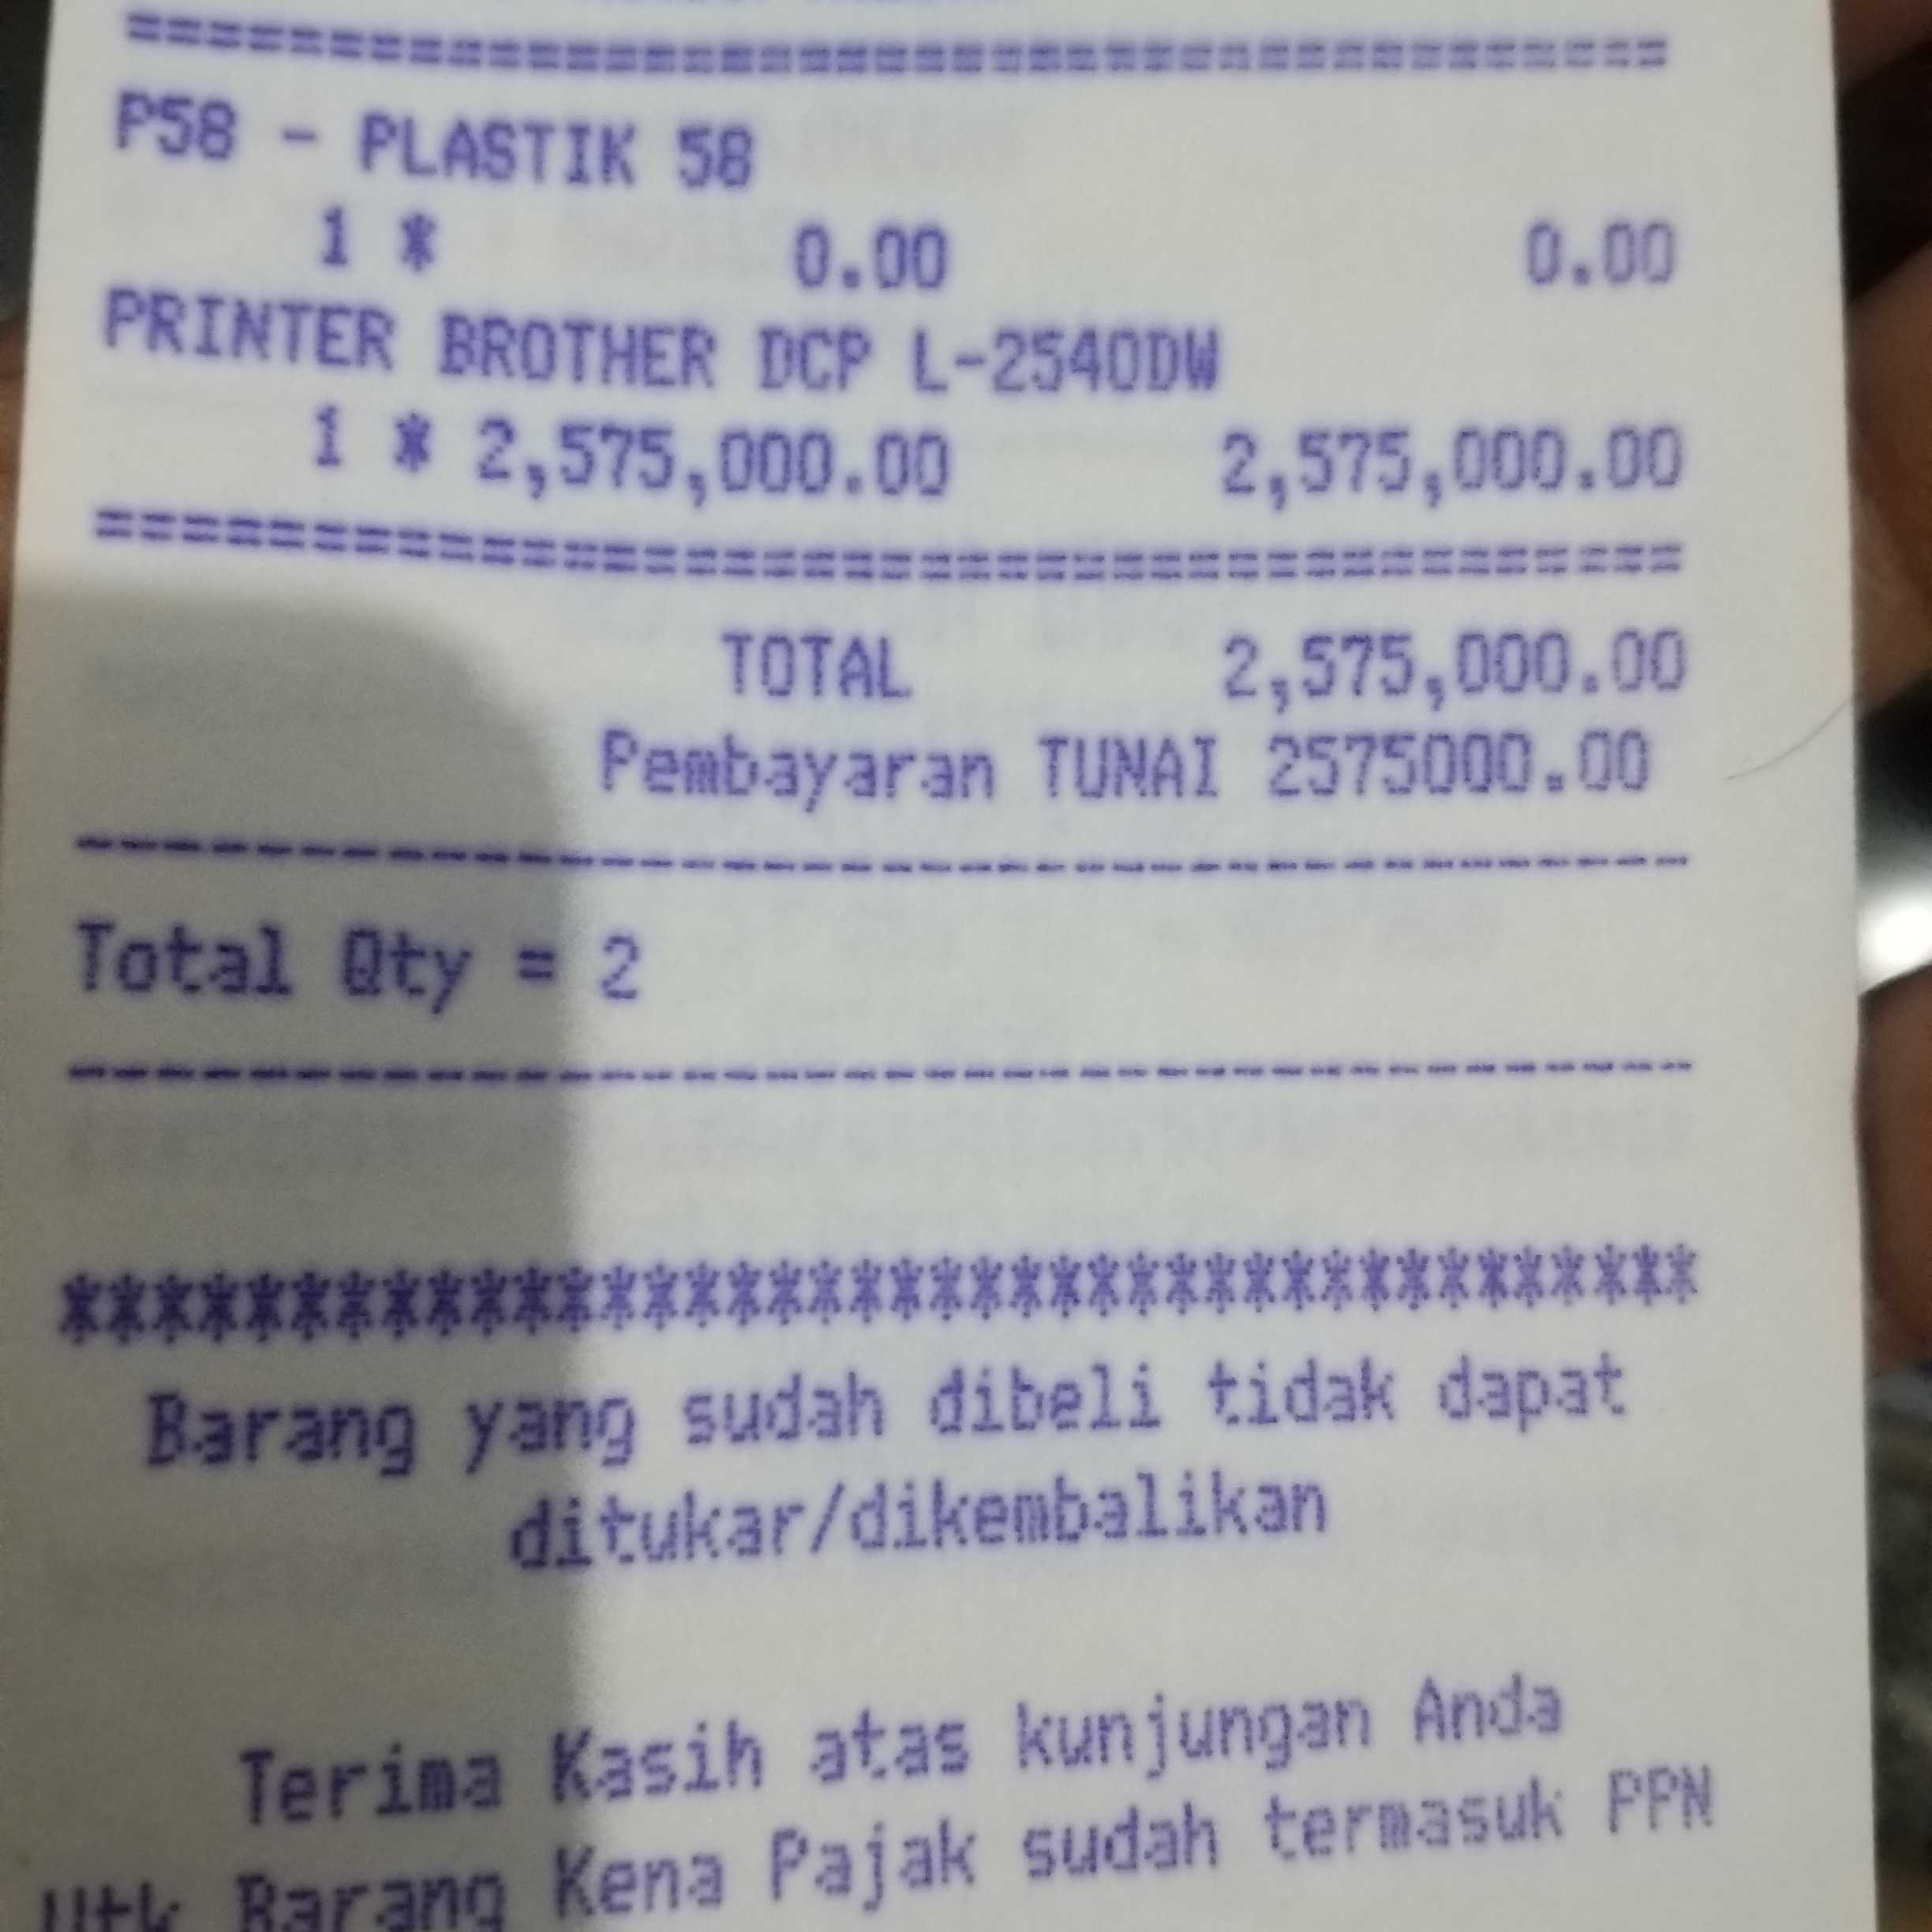 ========================================
P58 - PLASTIK 58
1 * 0.00 0.00
PRINTER BROTHER DCP L-2540DW
1 * 2,575,000.00 2,575,000.00
========================================
TOTAL 2,575,000.00
Pembayaran TUNAI 2575000.00
----------------------------------------
Total Qty = 2
----------------------------------------
****************************************
Barang yang sudah dibeli tidak dapat
ditukar/dikembalikan
Terima Kasih atas kunjungan Anda
Utk Barang Kena Pajak sudah termasuk PPN